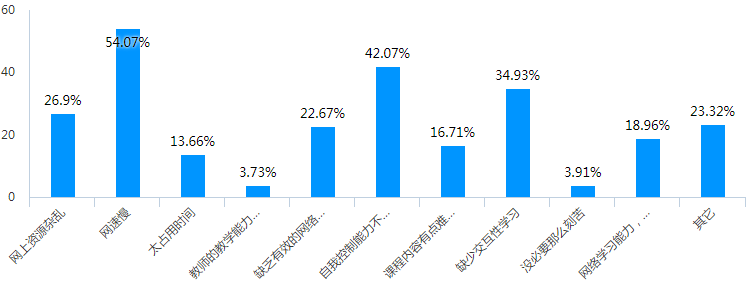 60
40
20
0
26.9%
54.07%
13.66%
3.73%
22.67%
42.07%
16.71%
34.93%
3.91%
18.96%
23.32%
网上资源杂乱
网速慢
太占用时间
教师的教学能力...
缺乏有效的网络...
自我控制能力不...
课程内容有点难...
缺少交互性学习
没必要那么刻苦
网络学习能力，...
其它